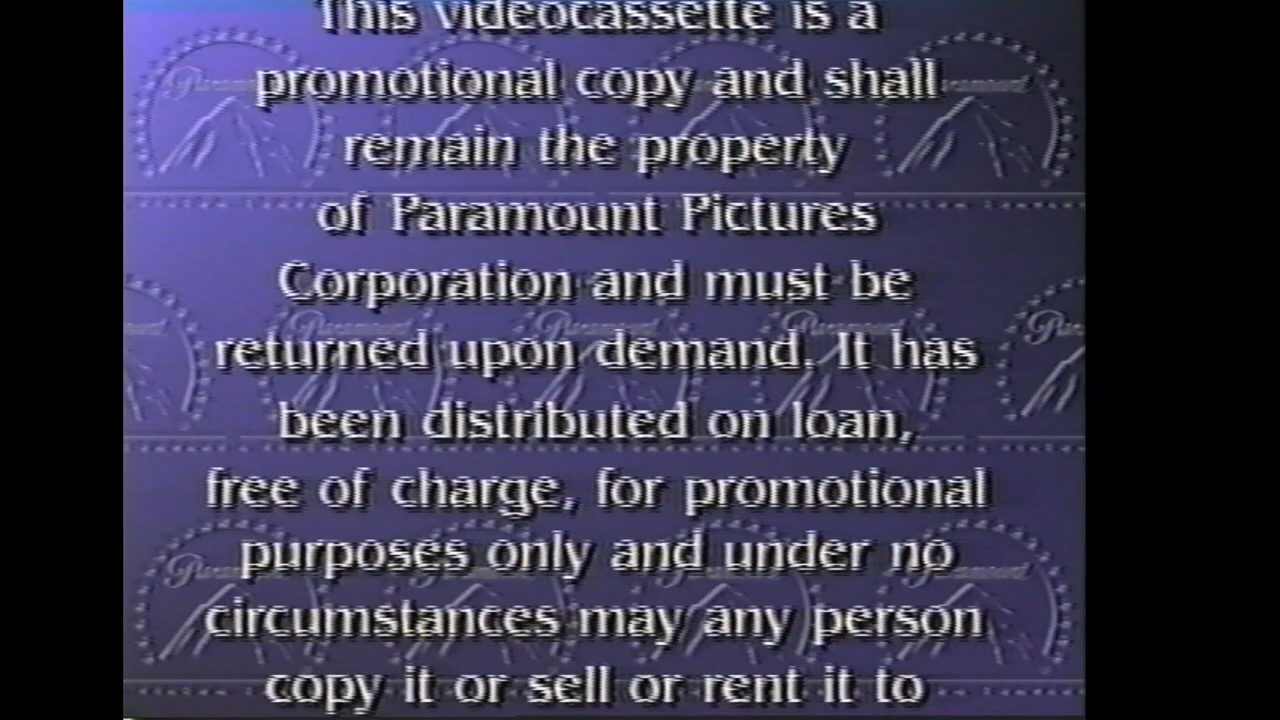 This videocassette is a
promotional copy and shall
remain the property
of Paramount Pictures
Corporation and must be
returned upon demand. It has
been distributed on loan,
free of charge, for promotional
purposes only and under no
circumstances may any person
copy it or sell or rent it to